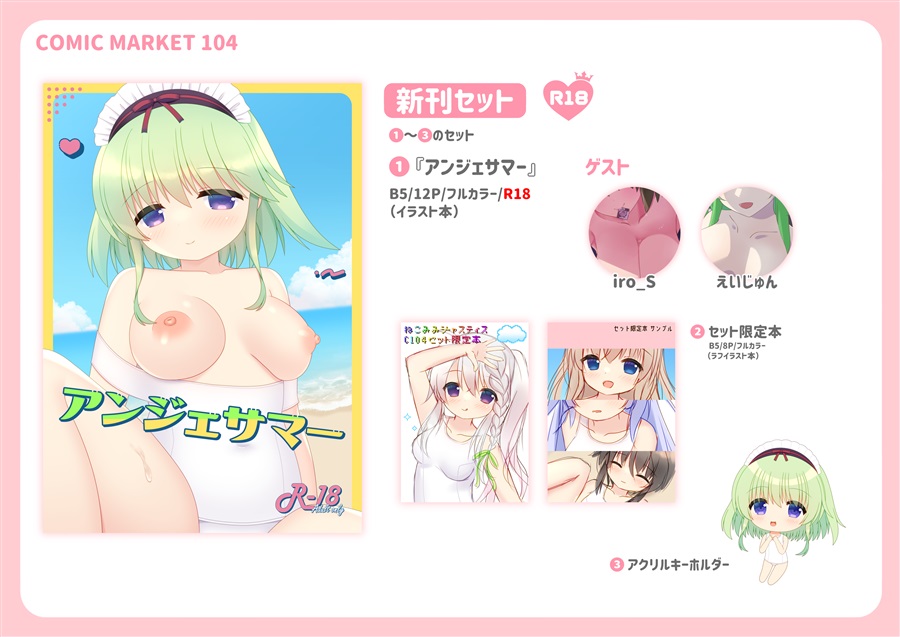 COMIC MARKET 104
新刊セット
R18
①～③のセット
①『アンジェサマー』
B5/12P/フルカラー/R18
（イラスト本）
ゲスト
iro_S
えいじゅん
アンジェサマー
R-18
ねこみみジャスティス
C104セット限定本
セット限定本 サンプル
②セット限定本
B5/8P/フルカラー
（ラフイラスト本）
③アクリルキーホルダー